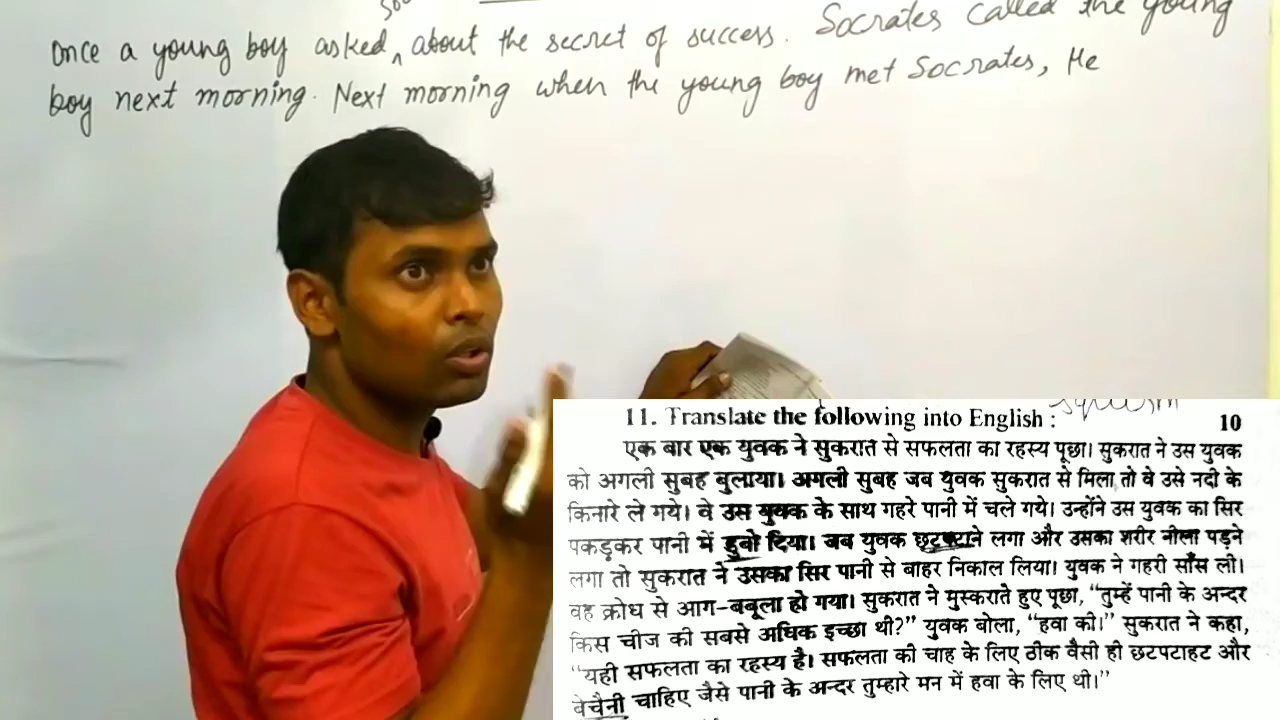 Once a young boy asked ^ about the secret of success. Socrates called the young
boy next morning. Next morning when the young boy met Socrates, He
11. Translate the following into English : 10
एक बार एक युवक ने सुकरात से सफलता का रहस्य पूछा। सुकरात ने उस युवक
को अगली सुबह बुलाया। अगली सुबह जब युवक सुकरात से मिला तो वे उसे नदी के
किनारे ले गये। वे उस युवक के साथ गहरे पानी में चले गये। उन्होंने उस युवक का सिर
पकड़कर पानी में डुबो दिया। जब युवक छटपटाने लगा और उसका शरीर नीला पड़ने
लगा तो सुकरात ने उसका सिर पानी से बाहर निकाल लिया। युवक ने गहरी साँस ली।
वह क्रोध से आग-बबूला हो गया। सुकरात ने मुस्कराते हुए पूछा, “तुम्हें पानी के अन्दर
किस चीज की सबसे अधिक इच्छा थी?” युवक बोला, “हवा की।” सुकरात ने कहा,
“यही सफलता का रहस्य है। सफलता की चाह के लिए ठीक वैसी ही छटपटाहट और
बेचैनी चाहिए जैसे पानी के अन्दर तुम्हारे मन में हवा के लिए थी।”